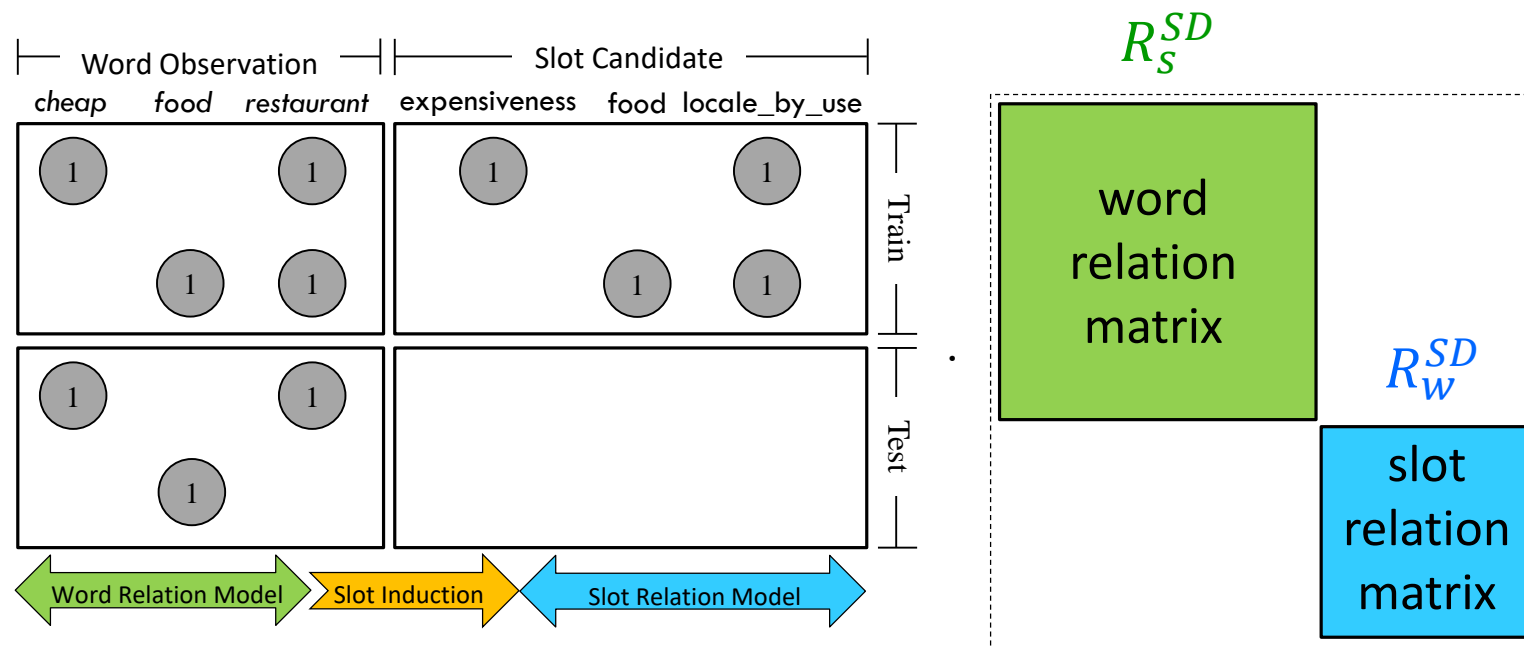 Word Observation
Slot Candidate
cheap food restaurant
expensiveness food locale_by_use
1 1 1 1
1 1 1 1
Train
1 1
1
Test
Word Relation Model
Slot Induction
Slot Relation Model
.
R_s^{SD}
word
relation
matrix
R_w^{SD}
slot
relation
matrix